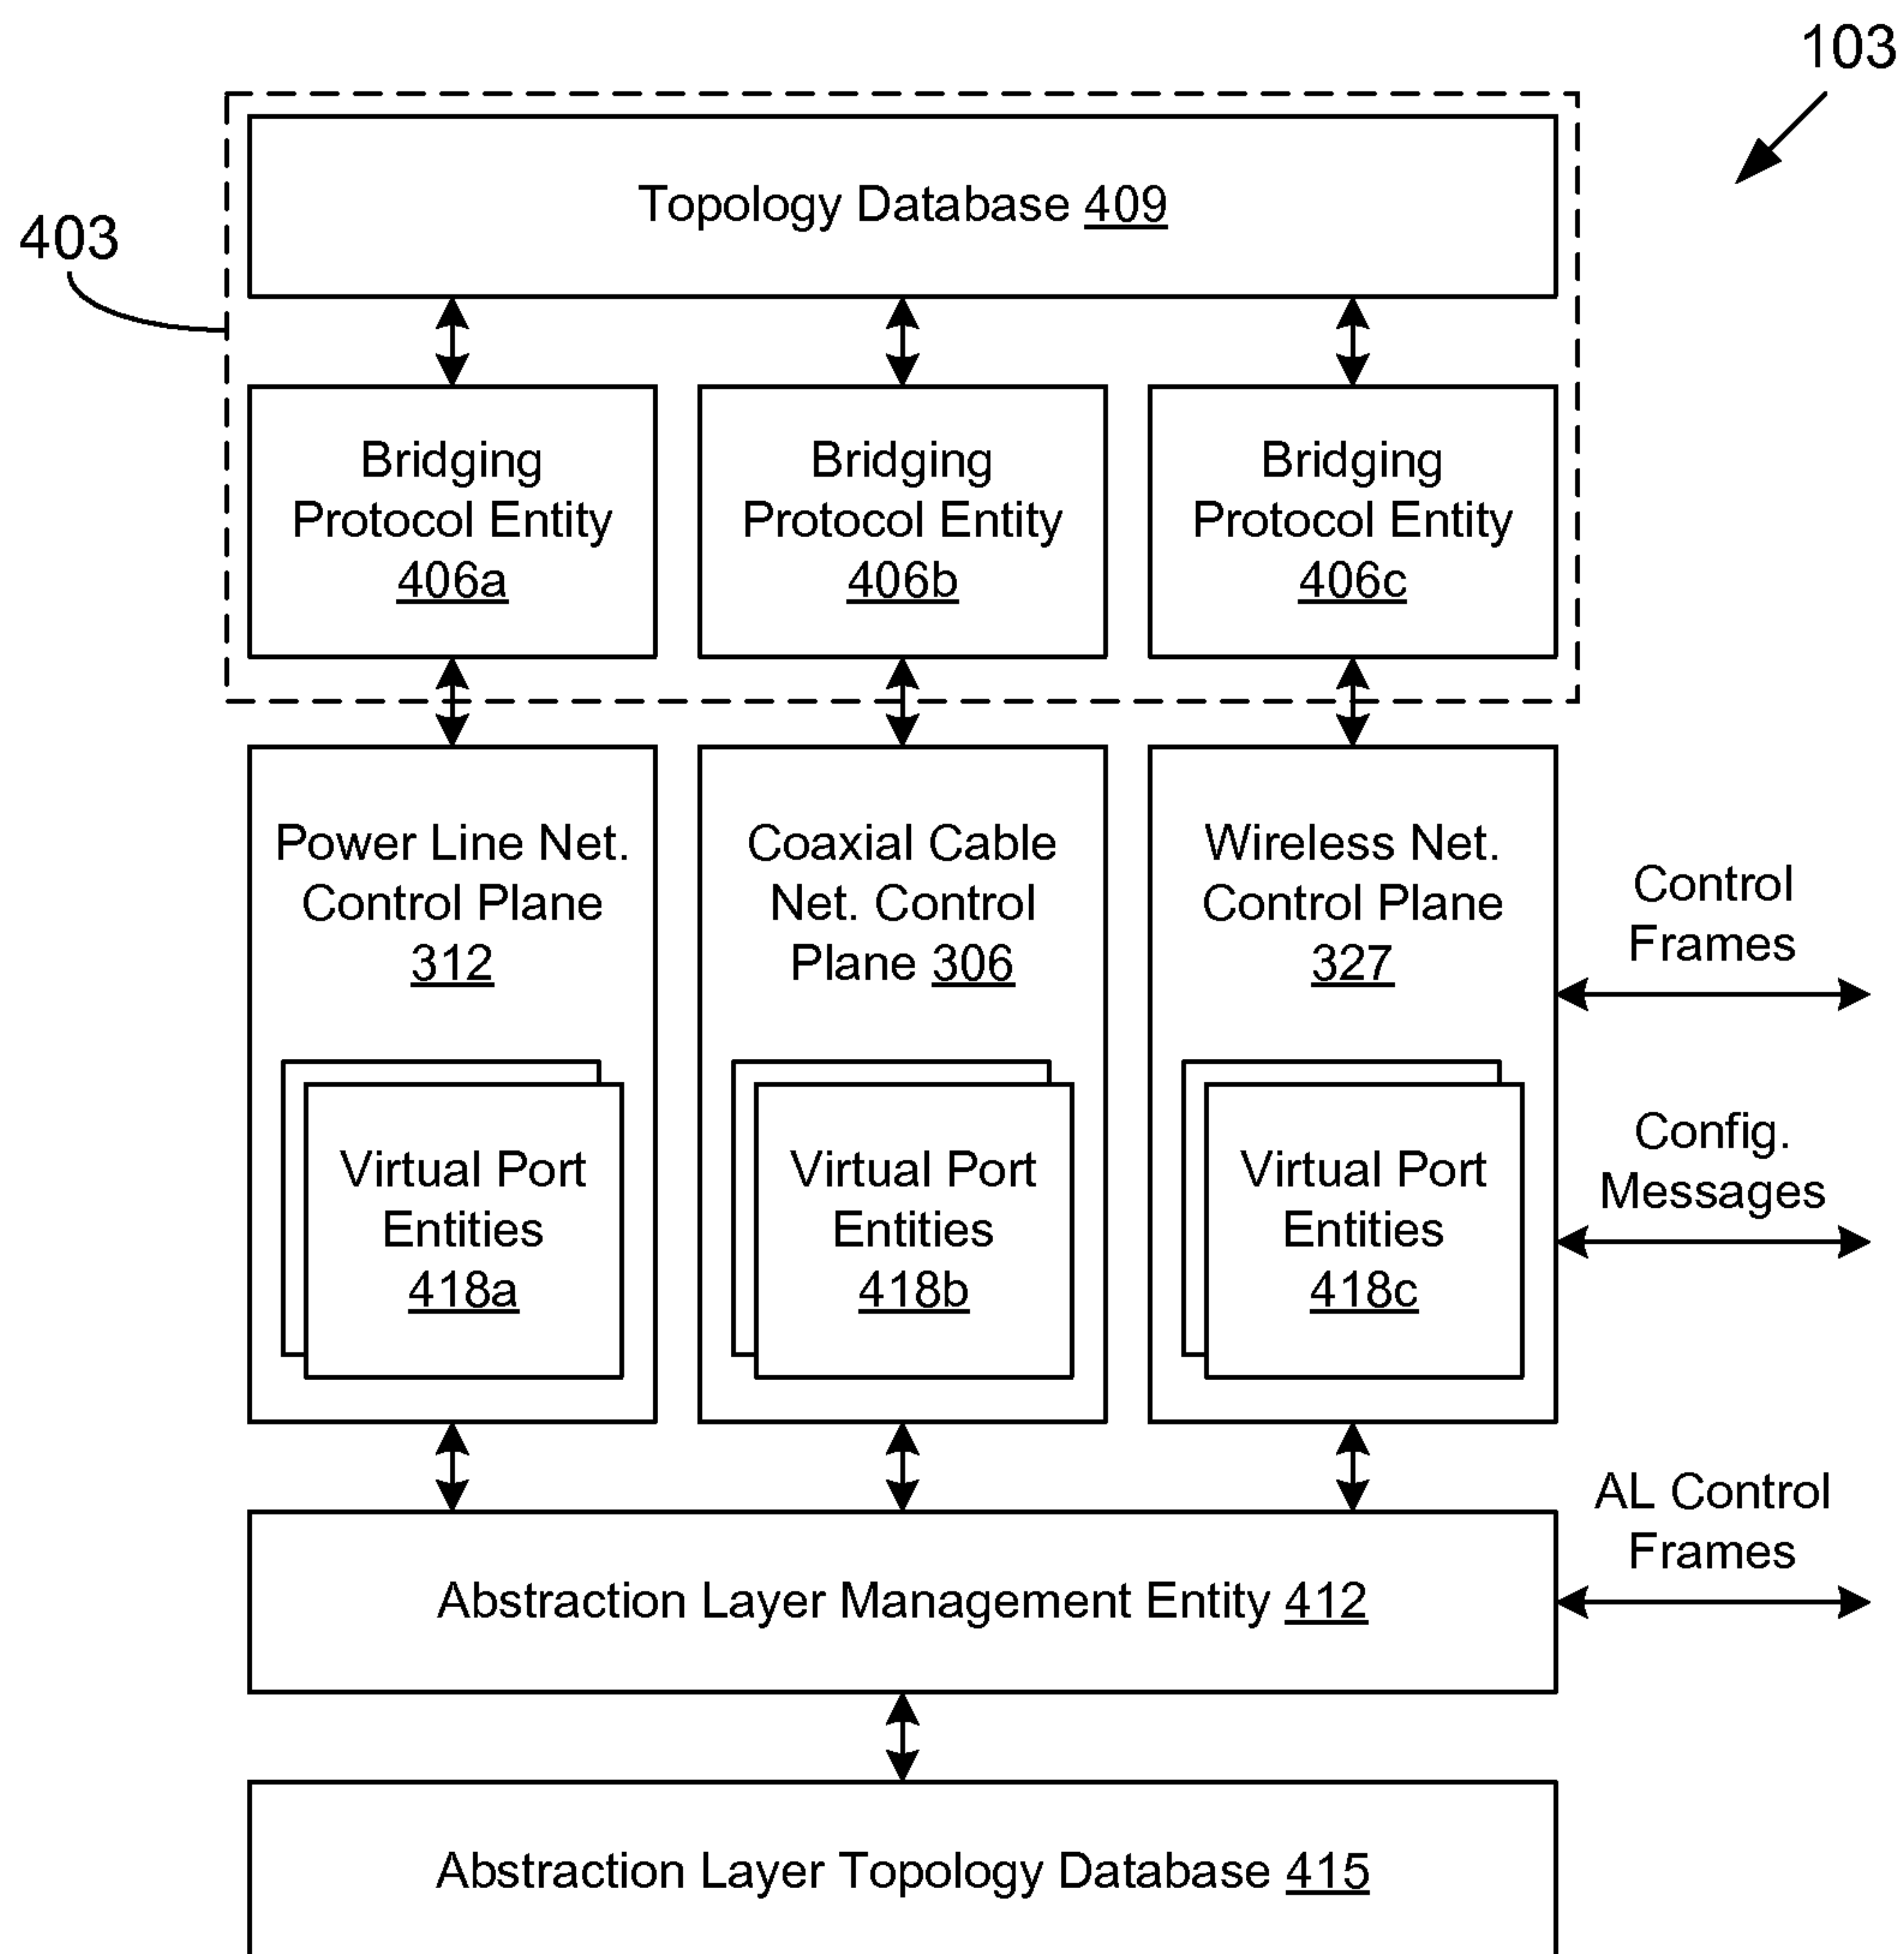 103
403
Topology Database 409
Bridging
Protocol Entity
406a
Bridging
Protocol Entity
406b
Bridging
Protocol Entity
406c
Power Line Net.
Control Plane
312
Coaxial Cable
Net. Control
Plane 306
Wireless Net.
Control Plane
327
Control
Frames
Virtual Port
Entities
418a
Virtual Port
Entities
418b
Virtual Port
Entities
418c
Config.
Messages
AL Control
Frames
Abstraction Layer Management Entity 412
Abstraction Layer Topology Database 415